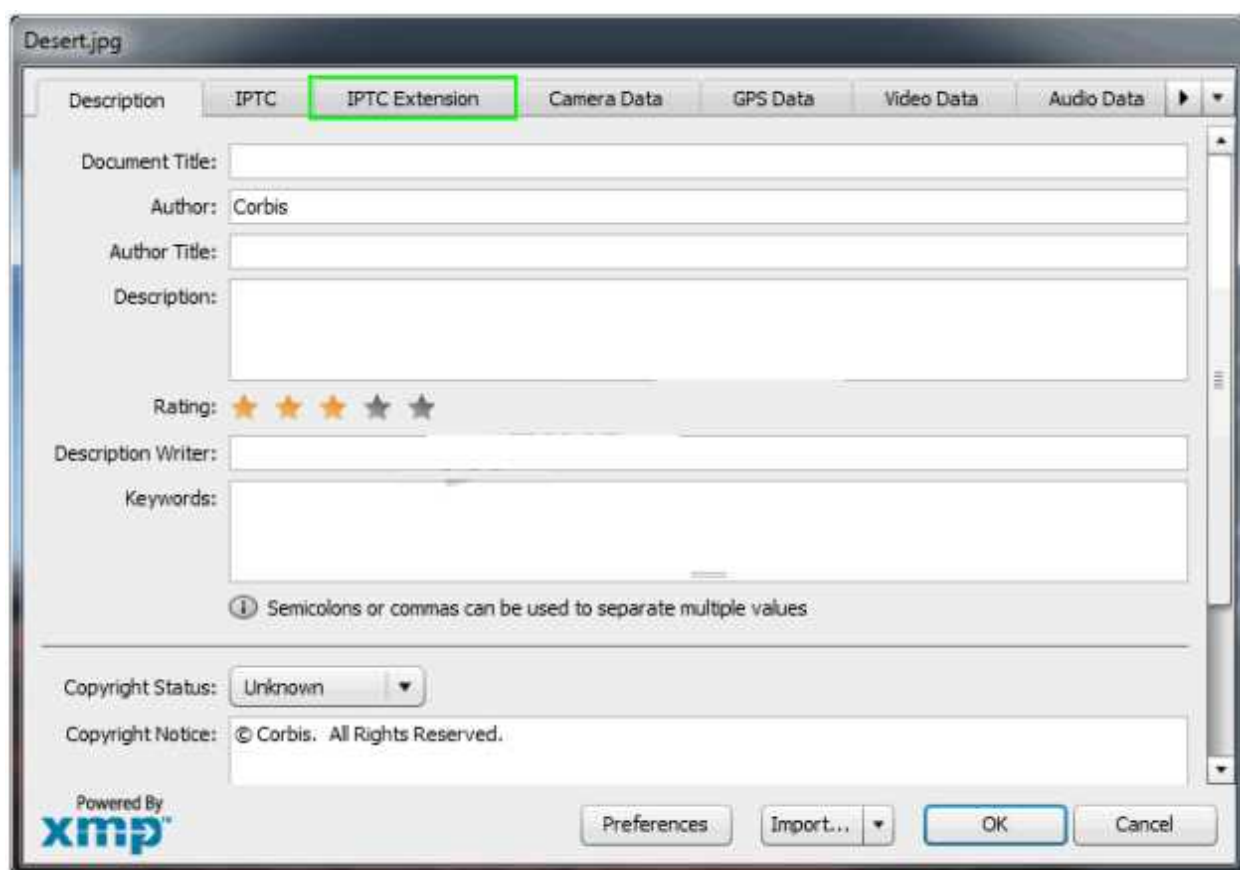 Desert.jpg
Description IPTC IPTC Extension Camera Data GPS Data Video Data Audio Data
Document Title:
Author: Corbis
Author Title:
Description:
Rating:
Description Writer:
Keywords:
Semicolons or commas can be used to separate multiple values
Copyright Status: Unknown
Copyright Notice: © Corbis. All Rights Reserved.
Powered By
xmp™
Preferences Import... OK Cancel